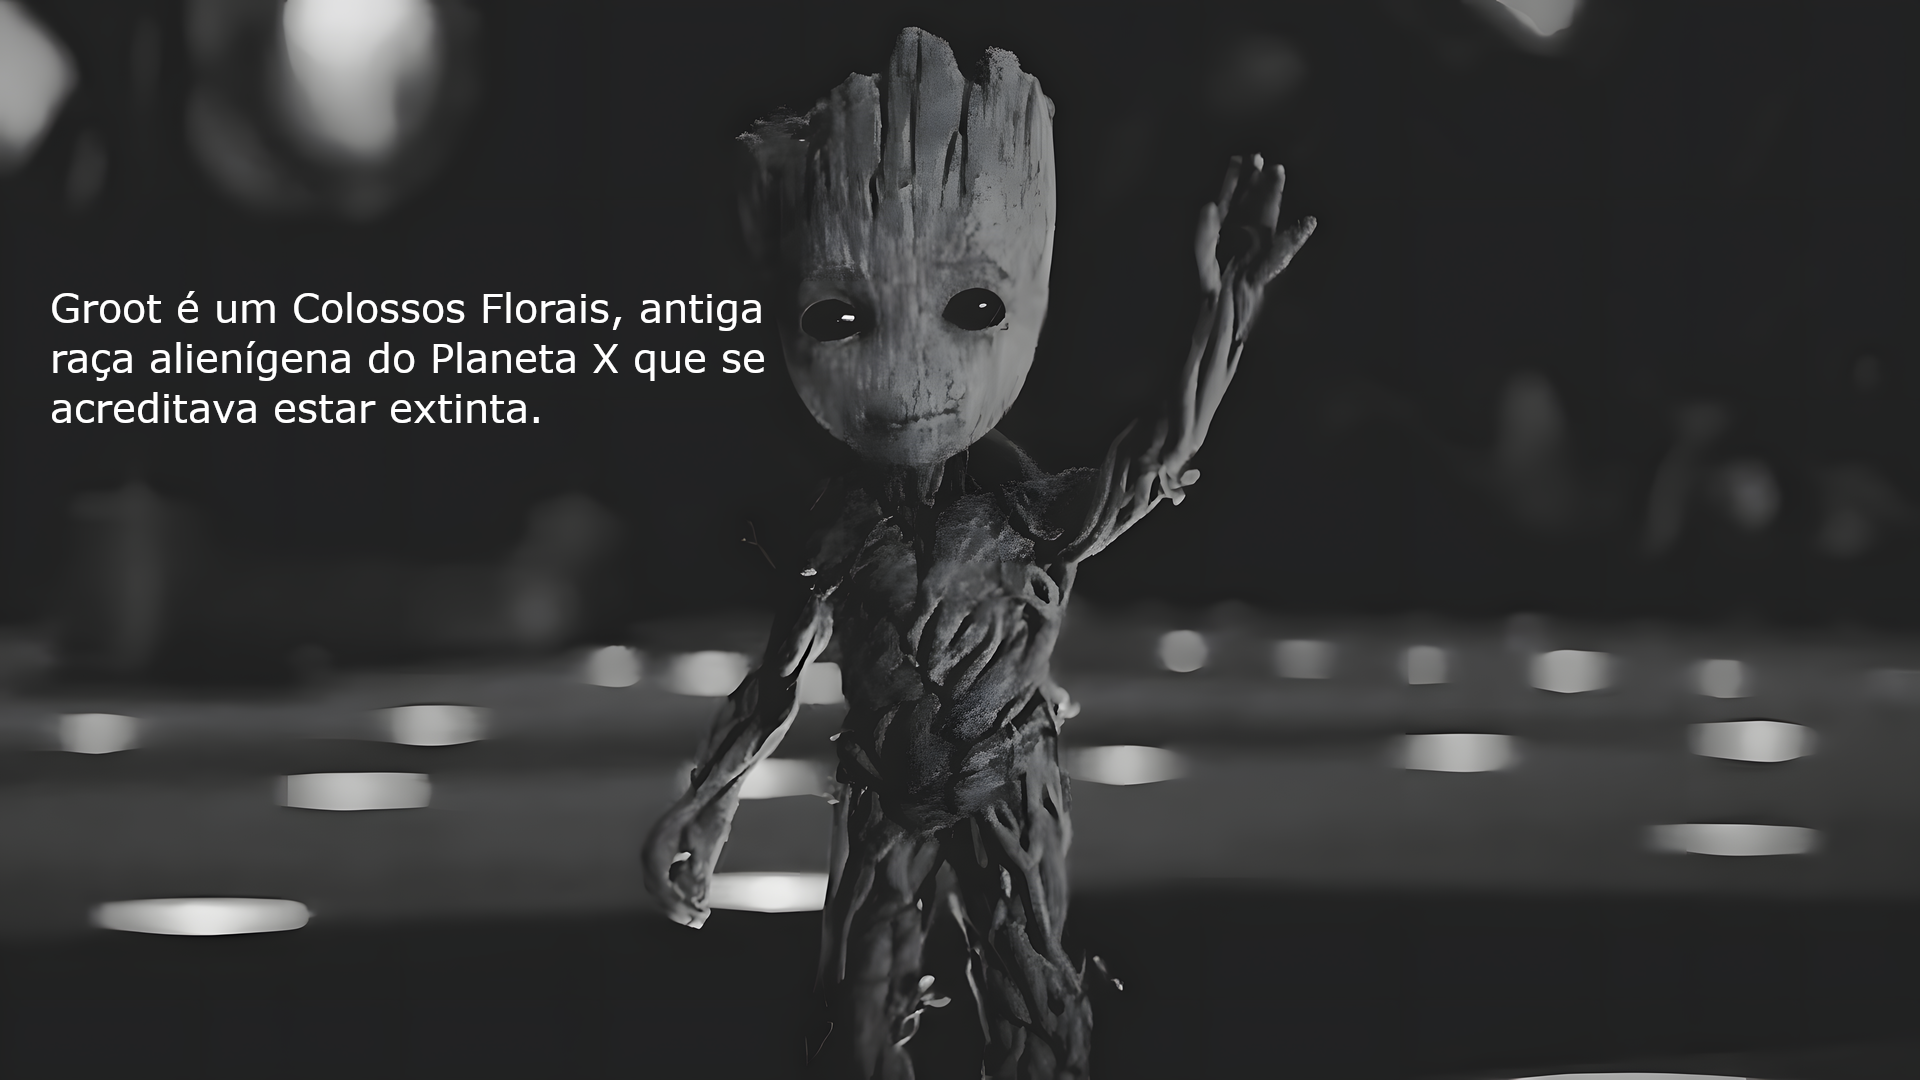 Groot é um Colossos Florais, antiga
raça alienígena do Planeta X que se
acreditava estar extinta.